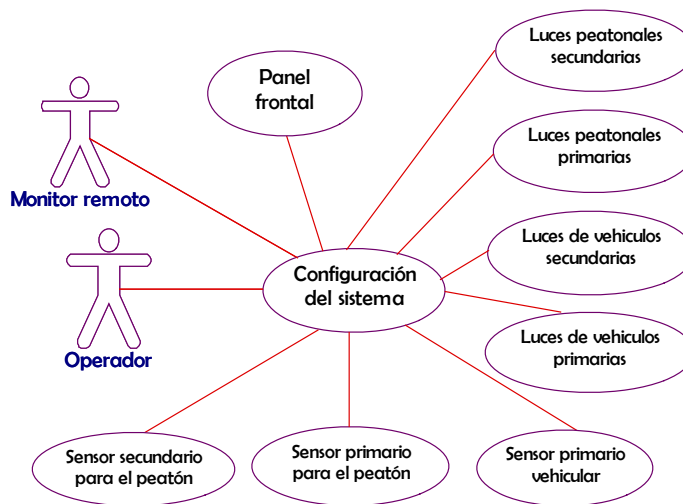 Luces peatonales
secundarias
Panel
frontal
Luces peatonales
primarias
Monitor remoto
Luces de vehiculos
secundarias
Configuración
del sistema
Operador
Luces de vehiculos
primarias
Sensor secundario
para el peatón
Sensor primario
para el peatón
Sensor primario
vehicular